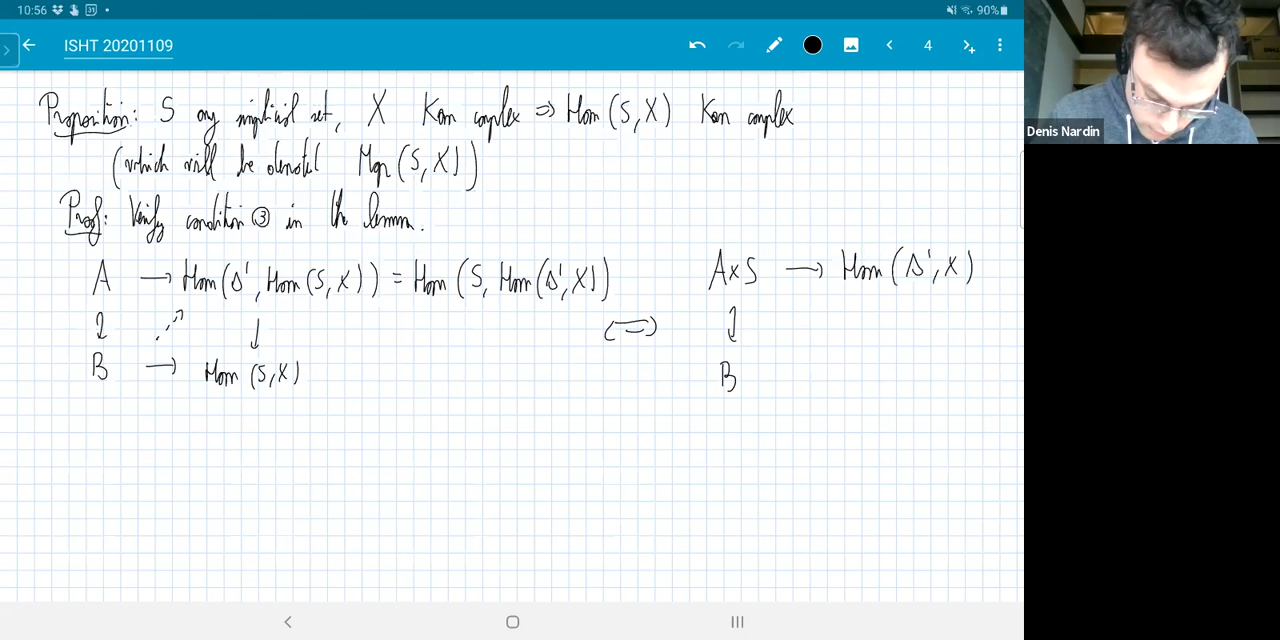 10:56 31 90%
ISHT 20201109
4
Denis Nardin
Proposition: S any simplicial set, X Kan complex ⇒ Hom(S,X) Kan complex
(which will be denoted Map(S,X))
Proof: Verify condition ③ in the lemma.
A → Hom(Δ¹, Hom(S,X)) = Hom(S, Hom(Δ¹,X)) A×S → Hom(Δ¹,X)
↓ ↓ ⟺ ↓
B → Hom(S,X) B